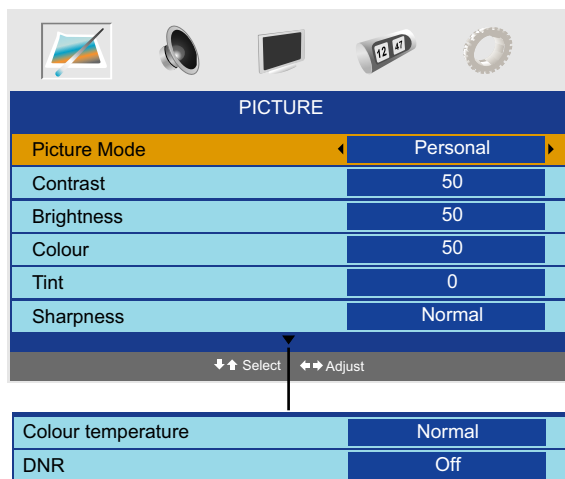 12 47
PICTURE
Picture Mode Personal
Contrast 50
Brightness 50
Colour 50
Tint 0
Sharpness Normal
Select Adjust
Colour temperature Normal
DNR Off